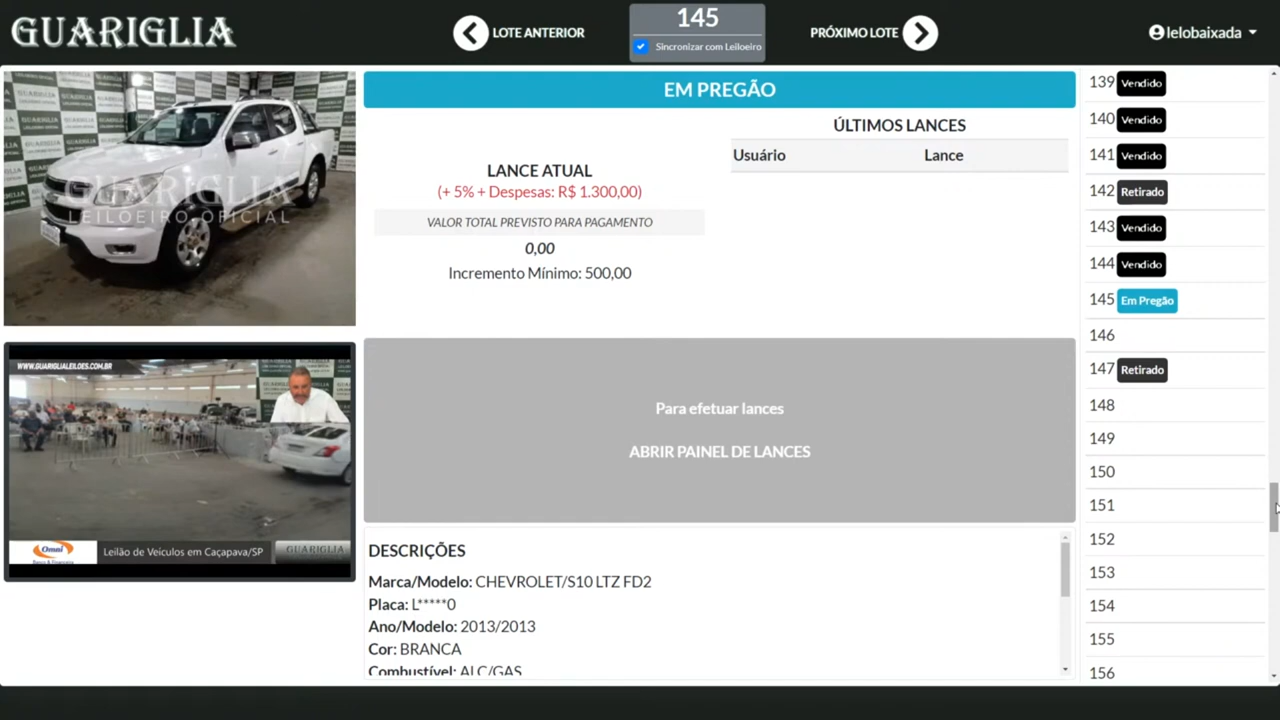 GUARIGLIA
LOTE ANTERIOR
145
Sincronizar com Leiloeiro
PRÓXIMO LOTE
lelobaixada
GUARIGLIA
LEILOEIRO OFICIAL
EM PREGÃO
LANCE ATUAL
(+ 5% + Despesas: R$ 1.300,00)
VALOR TOTAL PREVISTO PARA PAGAMENTO
0,00
Incremento Mínimo: 500,00
ÚLTIMOS LANCES
Usuário Lance
Para efetuar lances
ABRIR PAINEL DE LANCES
WWW.GUARIGLIALEILOES.COM.BR
Omni
Leilão de Veiculos em Caçapava/SP
GUARIGLIA
DESCRIÇÕES
Marca/Modelo: CHEVROLET/S10 LTZ FD2
Placa: L*****0
Ano/Modelo: 2013/2013
Cor: BRANCA
Combustível: ALC/GAS
139 Vendido
140 Vendido
141 Vendido
142 Retirado
143 Vendido
144 Vendido
145 Em Pregão
146
147 Retirado
148
149
150
151
152
153
154
155
156